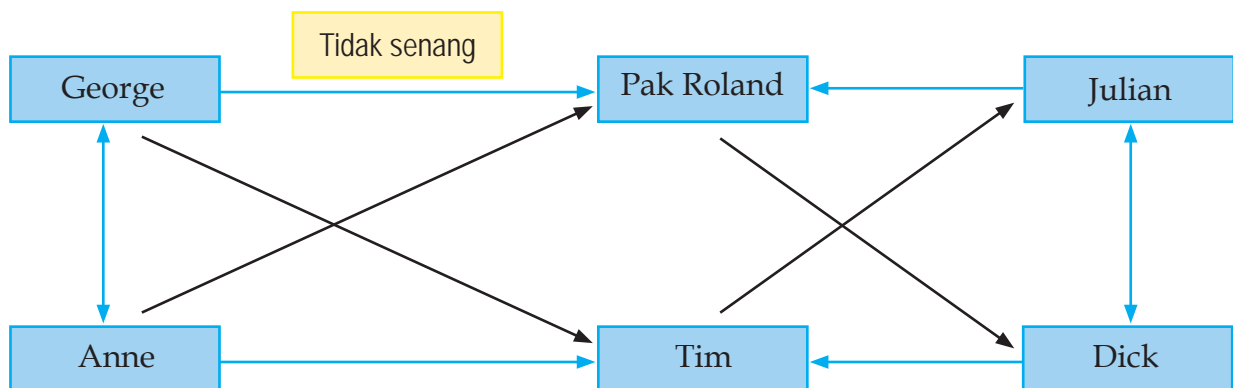 Tidak senang
George
Pak Roland
Julian
Anne
Tim
Dick